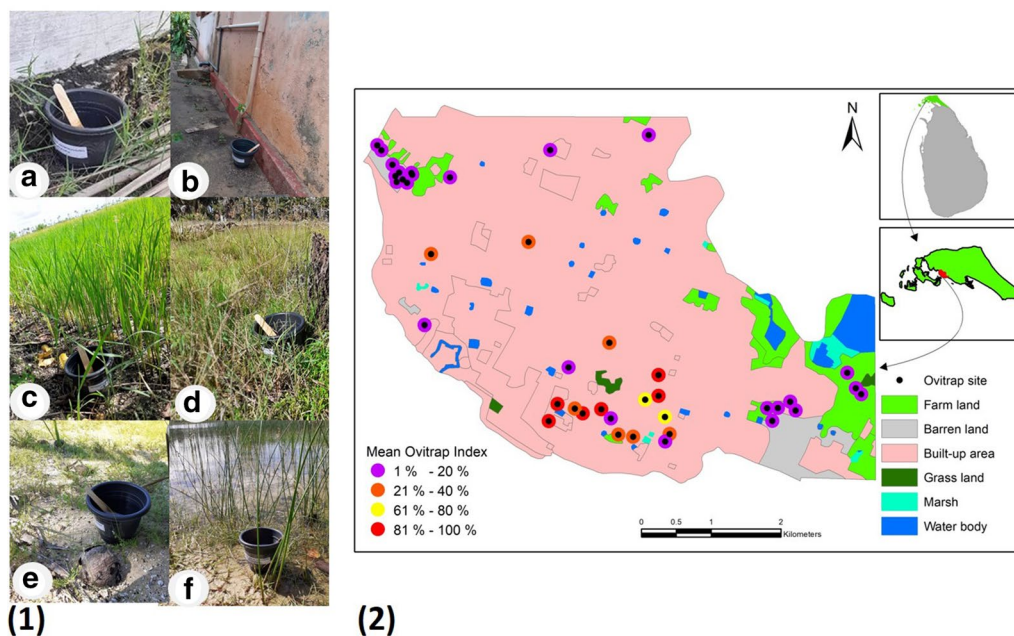 a
b
c
d
e
f
(1)
N
Mean Ovitrap Index
1 % - 20 %
21 % - 40 %
61 % - 80 %
81 % - 100 %
0 0.5 1 2
Kilometers
Ovitrap site
Farm land
Barren land
Built-up area
Grass land
Marsh
Water body
(2)